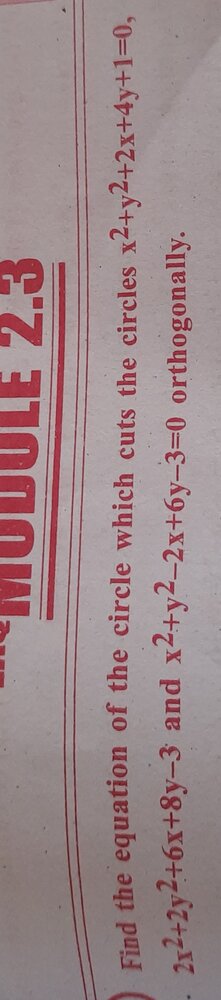 MODULE 2.3
Find the equation of the circle which cuts the circles x²+y²+2x+4y+1=0,
2x²+2y²+6x+8y–3 and x²+y²–2x+6y–3=0 orthogonally.